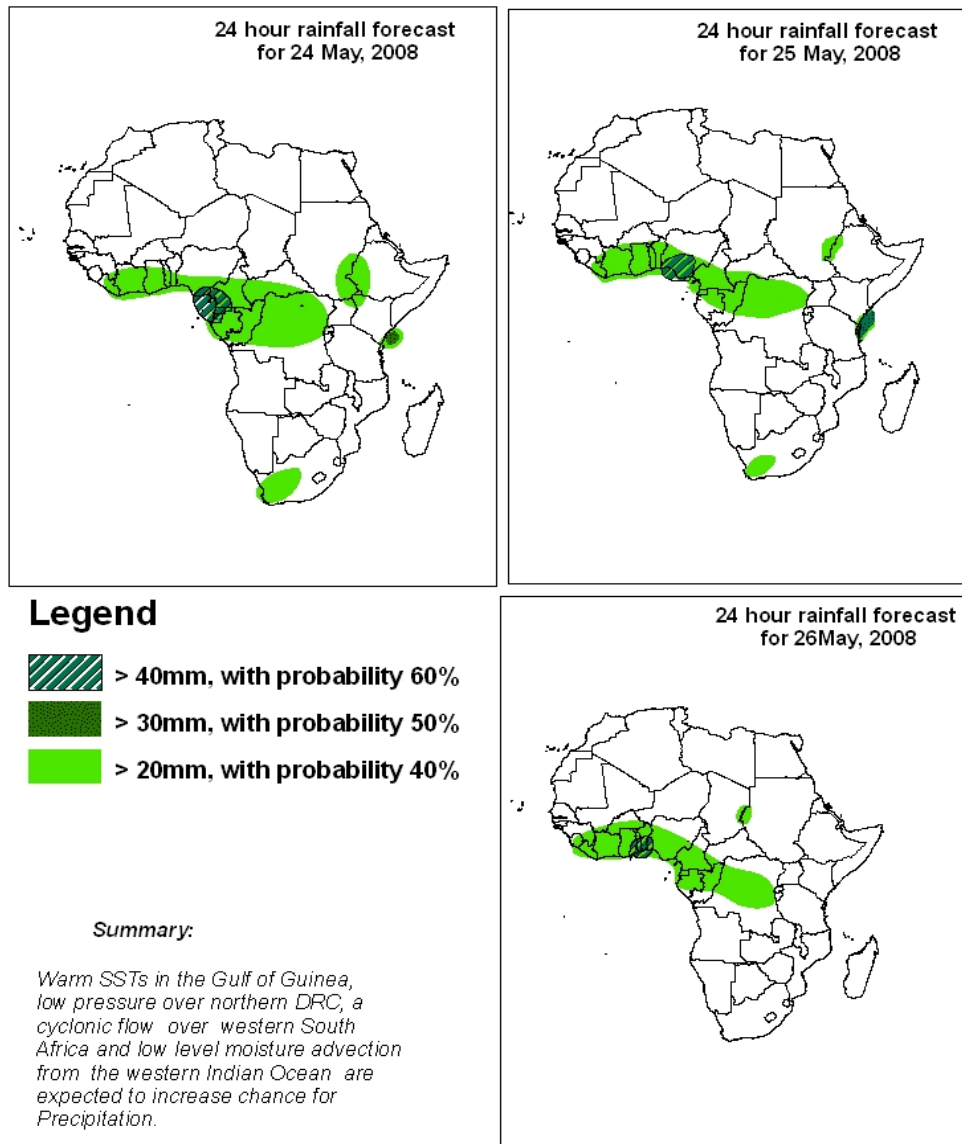 24 hour rainfall forecast
for 24 May, 2008
24 hour rainfall forecast
for 25 May, 2008
Legend
> 40mm, with probability 60%
> 30mm, with probability 50%
> 20mm, with probability 40%
24 hour rainfall forecast
for 26May, 2008
Summary:
Warm SSTs in the Gulf of Guinea,
low pressure over northern DRC, a
cyclonic flow over western South
Africa and low level moisture advection
from the western Indian Ocean are
expected to increase chance for
Precipitation.